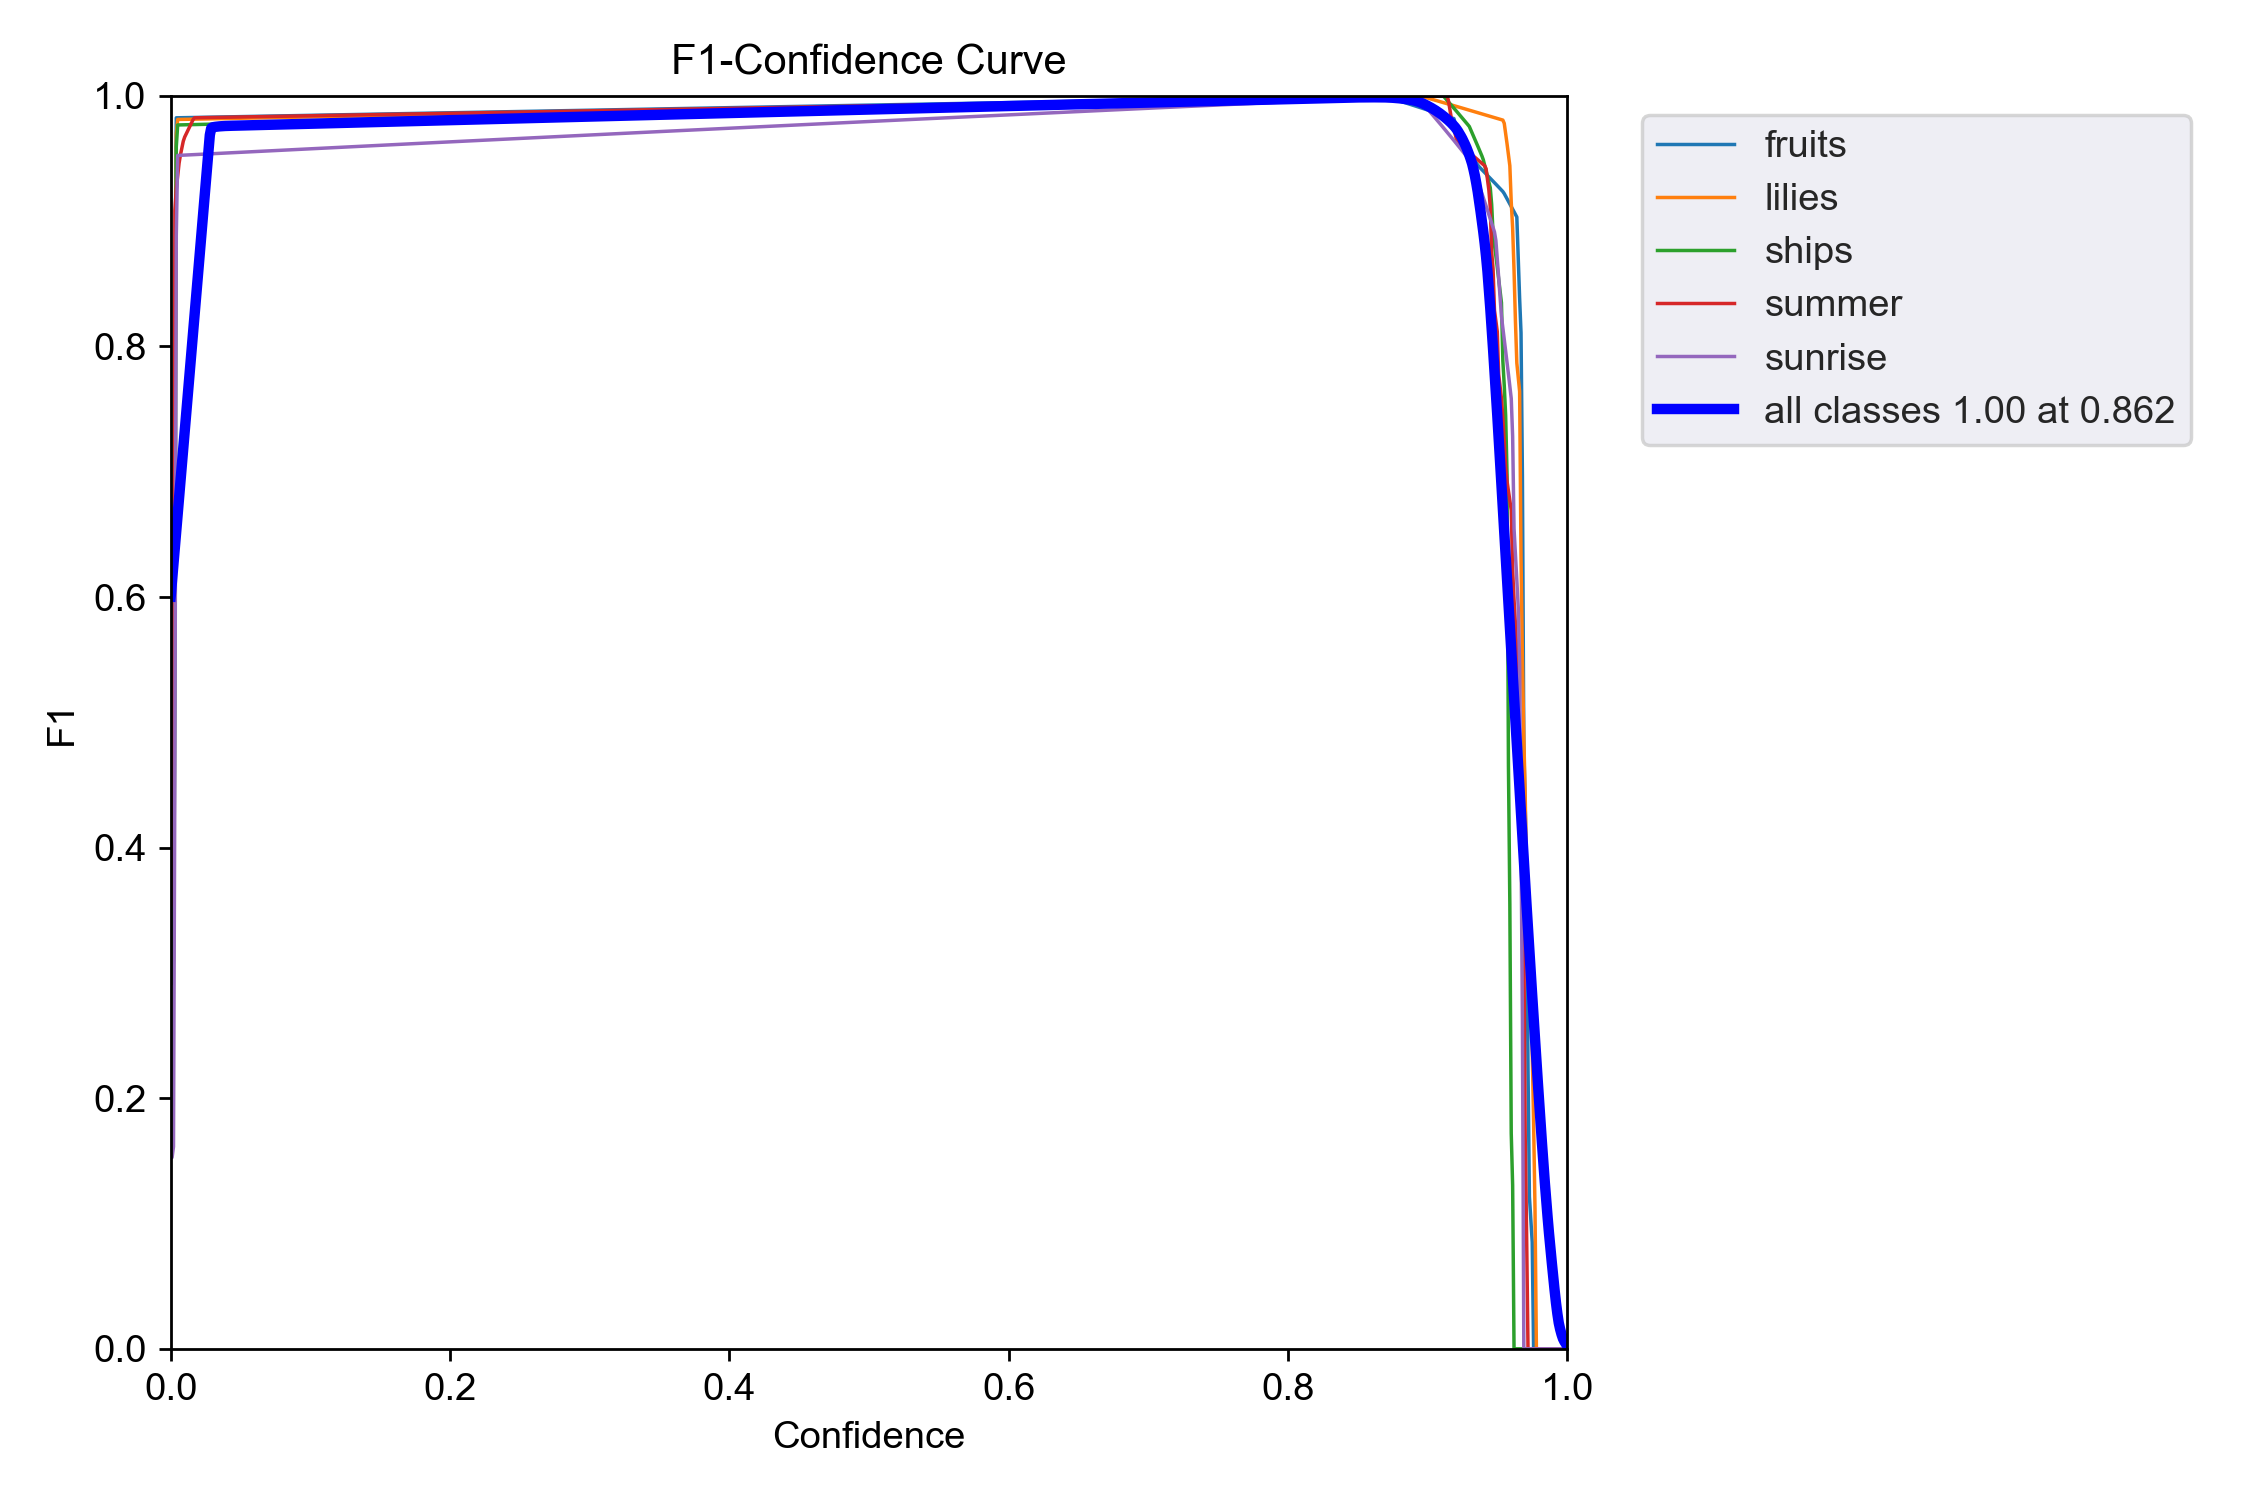 F1-Confidence Curve
1.0
0.8
0.6
0.4
0.2
0.0
F1
0.0 0.2 0.4 0.6 0.8 1.0
Confidence
fruits
lilies
ships
summer
sunrise
all classes 1.00 at 0.862